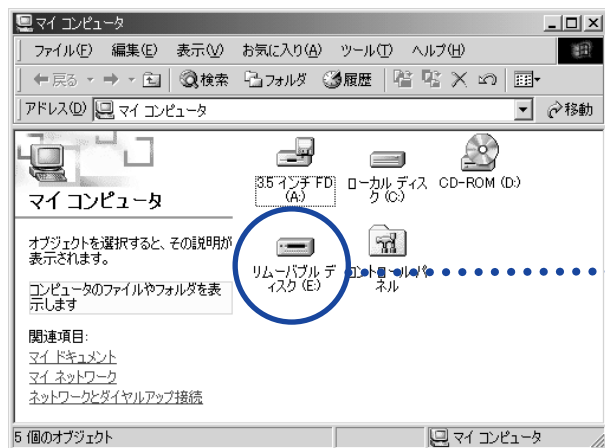 マイ コンピュータ
ファイル(F) 編集(E) 表示(V) お気に入り(A) ツール(T) ヘルプ(H)
戻る 検索 フォルダ 履歴
アドレス(D) マイ コンピュータ 移動
マイ コンピュータ
オブジェクトを選択すると、その説明が
表示されます。
コンピュータのファイルやフォルダを表
示します
関連項目:
マイ ドキュメント
マイ ネットワーク
ネットワークとダイヤルアップ接続
3.5 インチ FD
(A:)
ローカル ディス
ク (C:)
CD-ROM (D:)
リムーバブル デ
ィスク (E:)
コントロール パ
ネル
5 個のオブジェクト
マイ コンピュータ